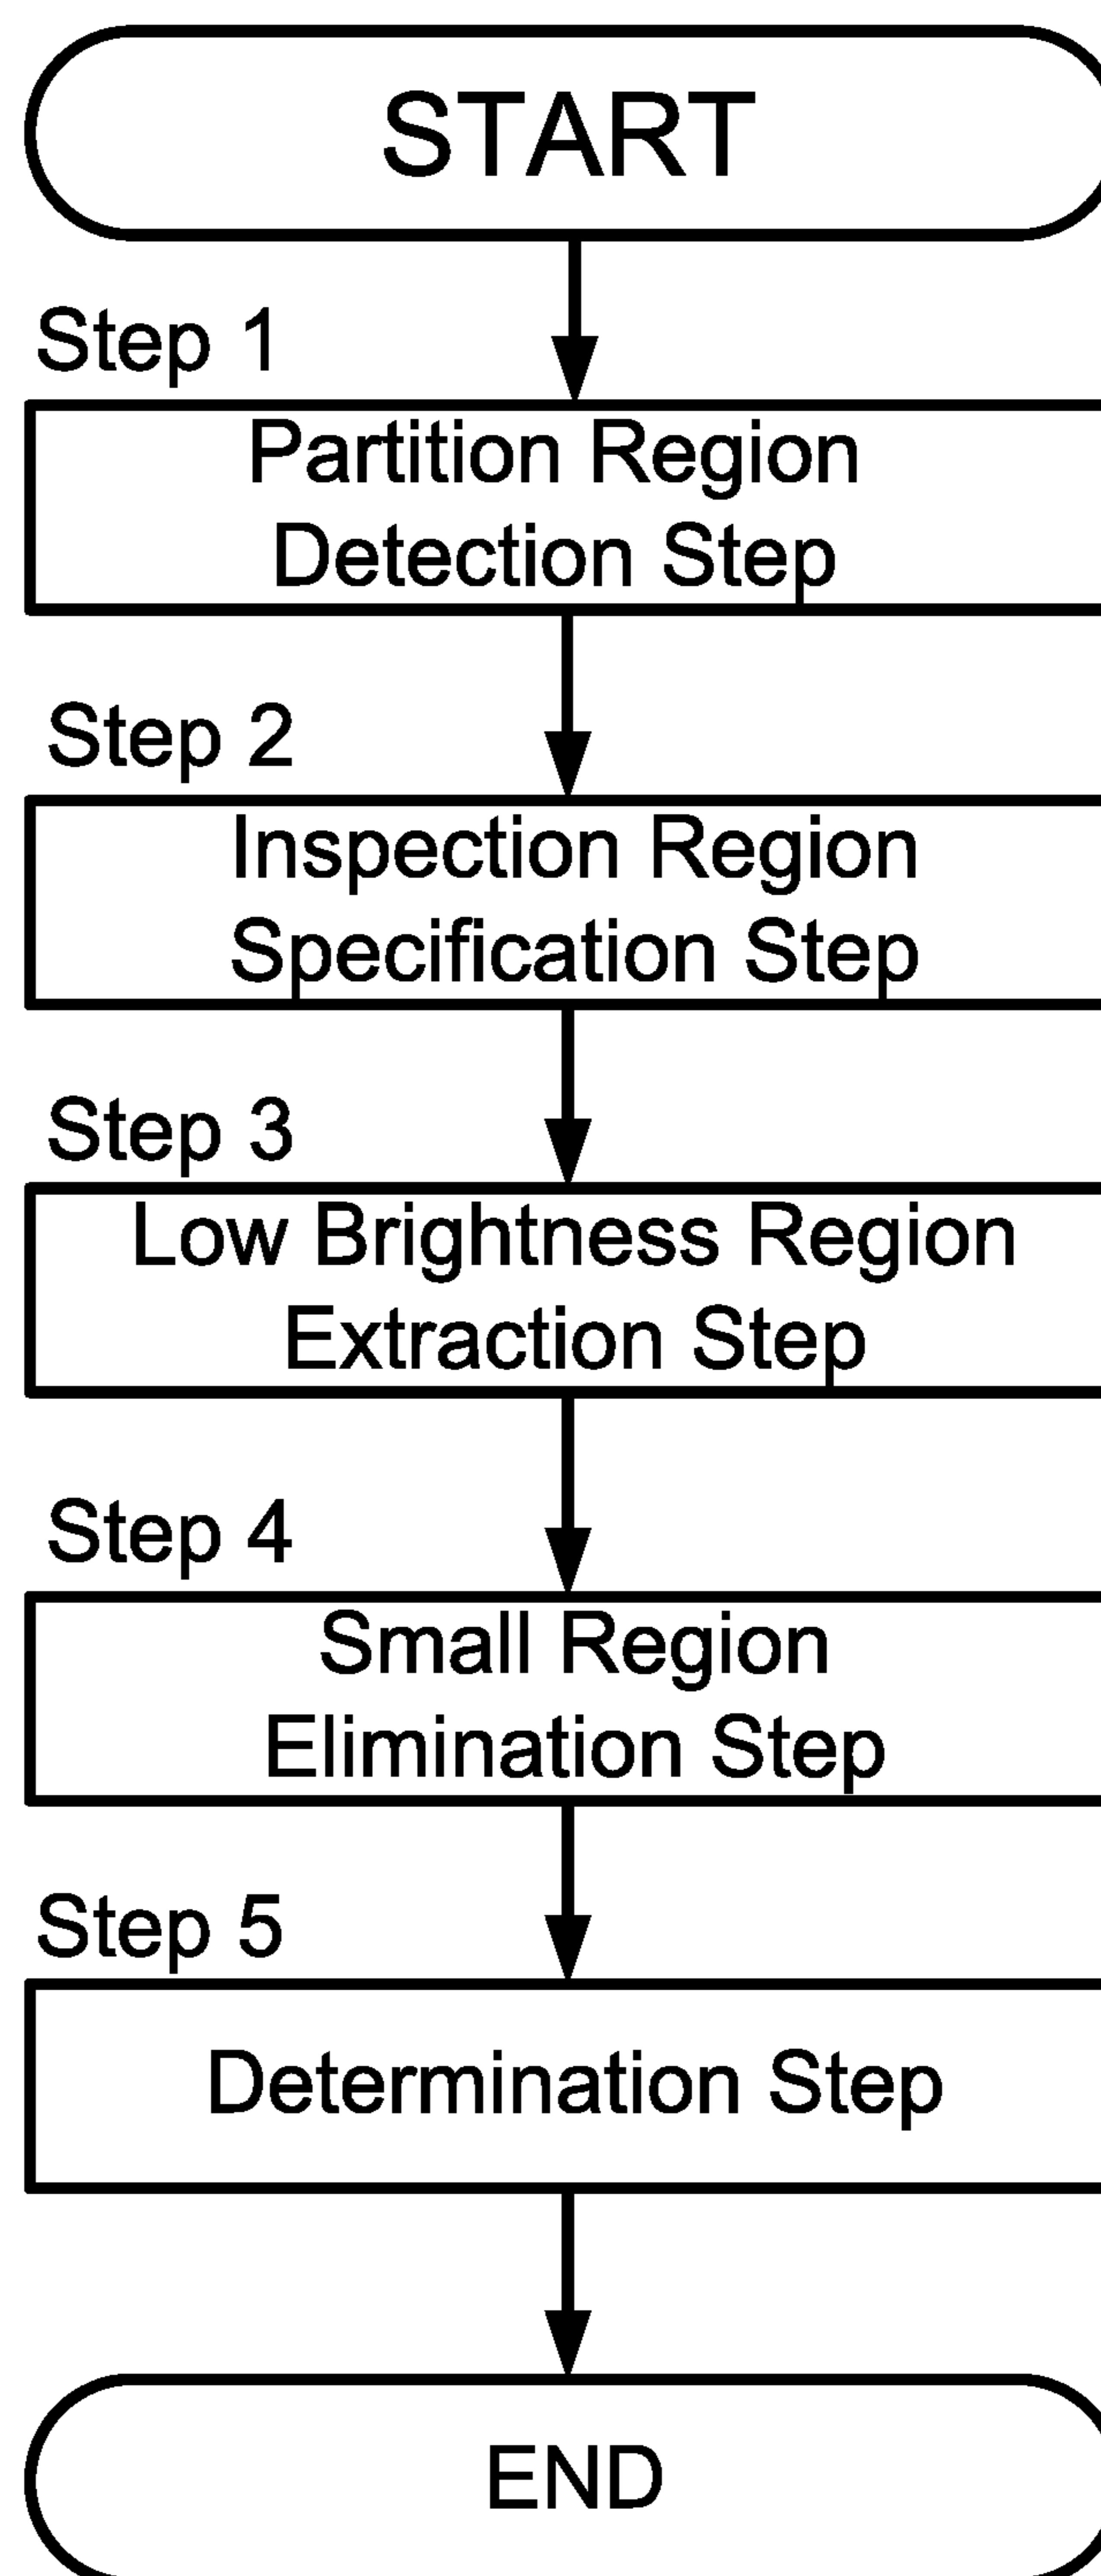 START
Step 1
Partition Region
Detection Step
Step 2
Inspection Region
Specification Step
Step 3
Low Brightness Region
Extraction Step
Step 4
Small Region
Elimination Step
Step 5
Determination Step
END